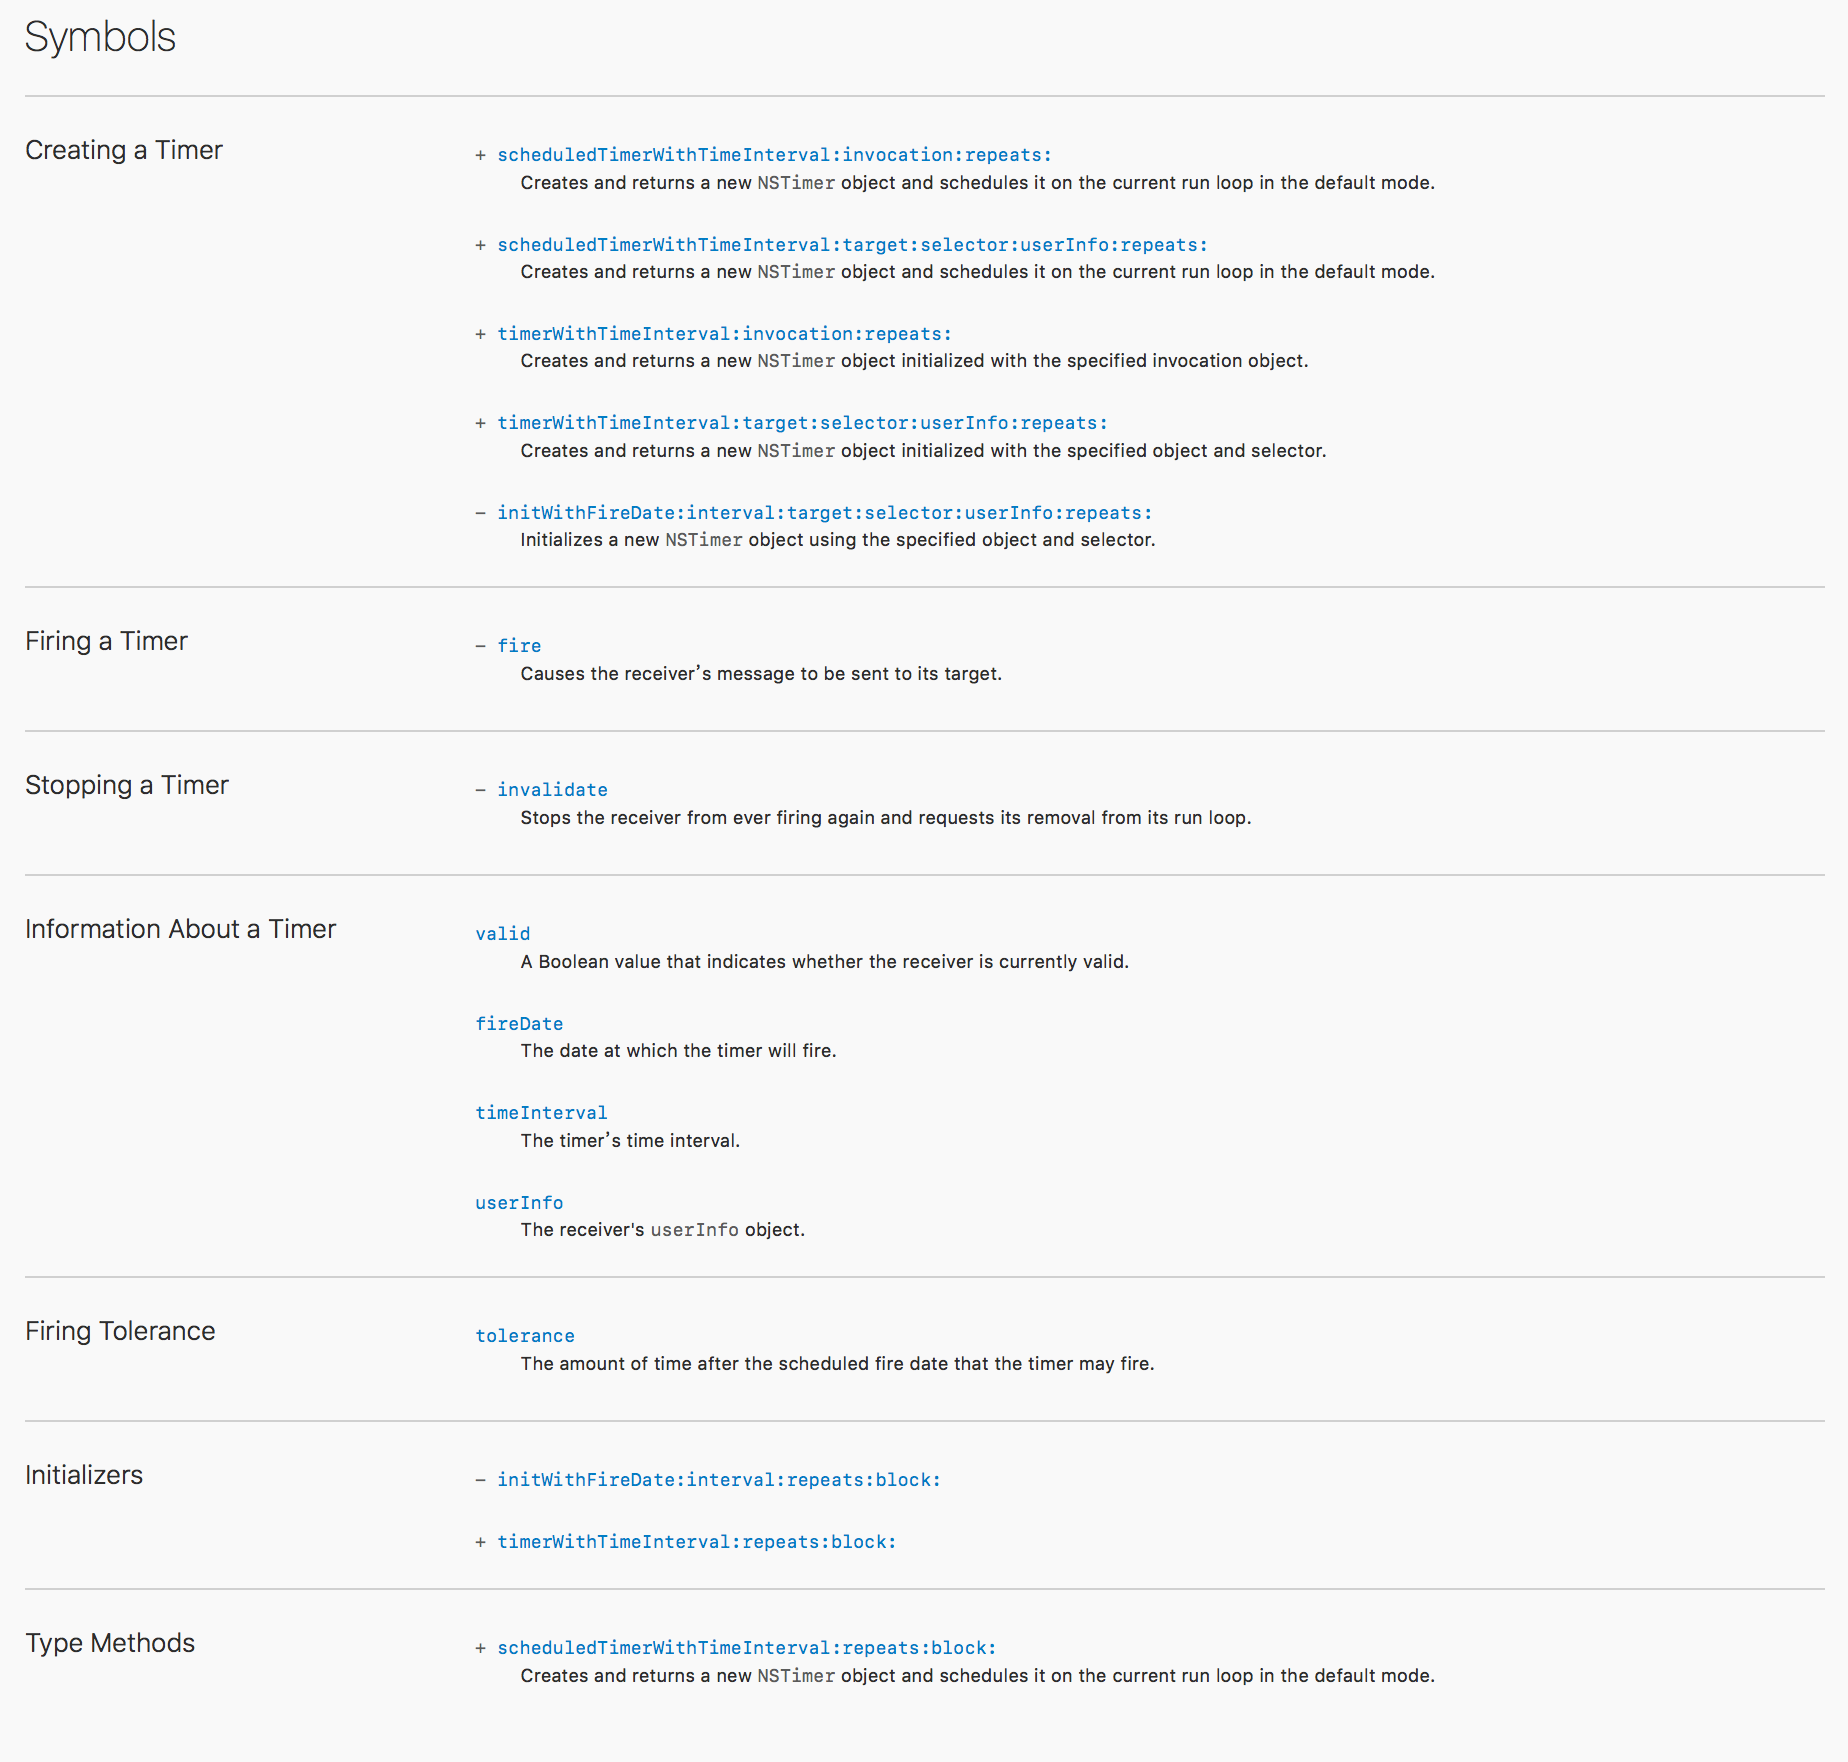 Symbols
Creating a Timer
+ scheduledTimerWithTimeInterval:invocation:repeats:
Creates and returns a new NSTimer object and schedules it on the current run loop in the default mode.
+ scheduledTimerWithTimeInterval:target:selector:userInfo:repeats:
Creates and returns a new NSTimer object and schedules it on the current run loop in the default mode.
+ timerWithTimeInterval:invocation:repeats:
Creates and returns a new NSTimer object initialized with the specified invocation object.
+ timerWithTimeInterval:target:selector:userInfo:repeats:
Creates and returns a new NSTimer object initialized with the specified object and selector.
– initWithFireDate:interval:target:selector:userInfo:repeats:
Initializes a new NSTimer object using the specified object and selector.
Firing a Timer
– fire
Causes the receiver’s message to be sent to its target.
Stopping a Timer
– invalidate
Stops the receiver from ever firing again and requests its removal from its run loop.
Information About a Timer
valid
A Boolean value that indicates whether the receiver is currently valid.
fireDate
The date at which the timer will fire.
timeInterval
The timer’s time interval.
userInfo
The receiver's userInfo object.
Firing Tolerance
tolerance
The amount of time after the scheduled fire date that the timer may fire.
Initializers
– initWithFireDate:interval:repeats:block:
+ timerWithTimeInterval:repeats:block:
Type Methods
+ scheduledTimerWithTimeInterval:repeats:block:
Creates and returns a new NSTimer object and schedules it on the current run loop in the default mode.